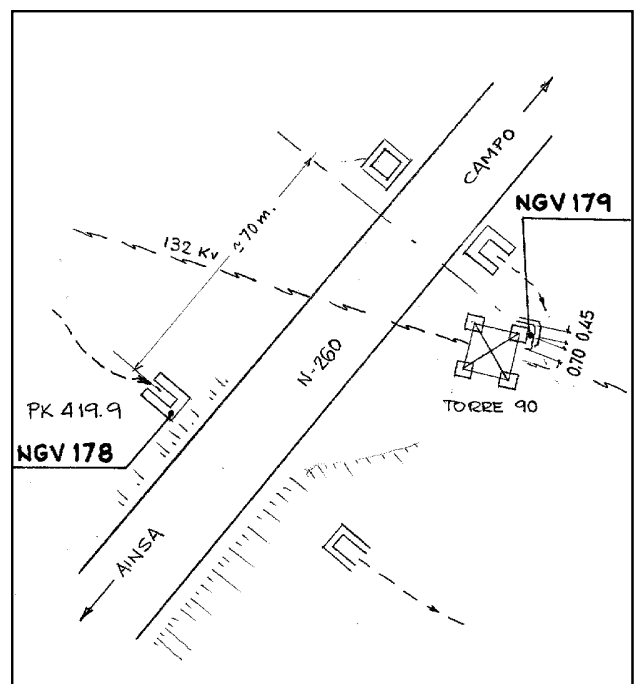 CAMPO
NGV 179
132 Kv
≃70 m.
0.45
0.70
N-260
TORRE 90
PK 419.9
NGV 178
AINSA